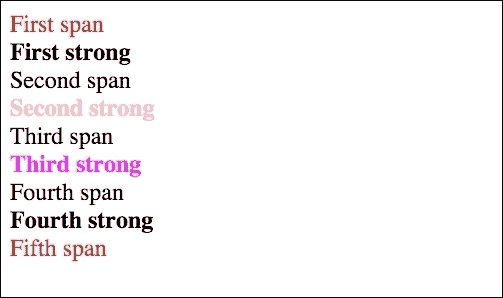 First span
First strong
Second span
Second strong
Third span
Third strong
Fourth span
Fourth strong
Fifth span